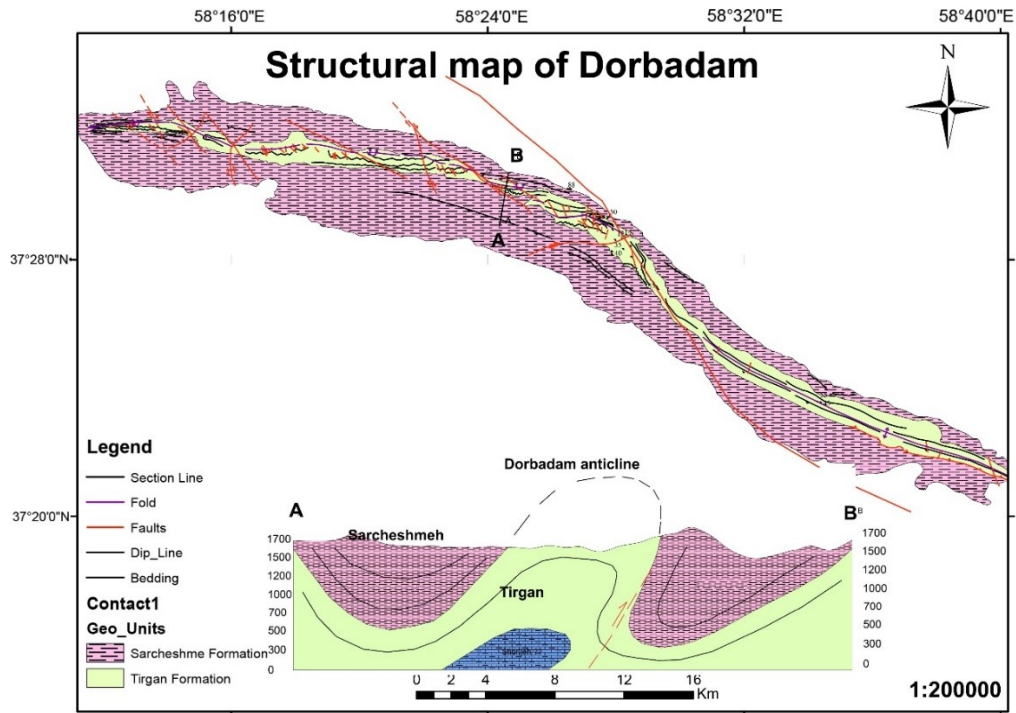 58°16'0"E 58°24'0"E 58°32'0"E 58°40'0"E
Structural map of Dorbadam
N
B
A
37°28'0"N
37°20'0"N
Legend
Section Line
Fold
Faults
Dip_Line
Bedding
Contact1
Geo_Units
Sarcheshme Formation
Tirgan Formation
Dorbadam anticline
A
B B
Sarcheshmeh
Tirgan
1700
1500
1200
1000
700
500
300
0
1700
1500
1000
700
500
300
0
0 2 4 8 12 16
Km
1:200000